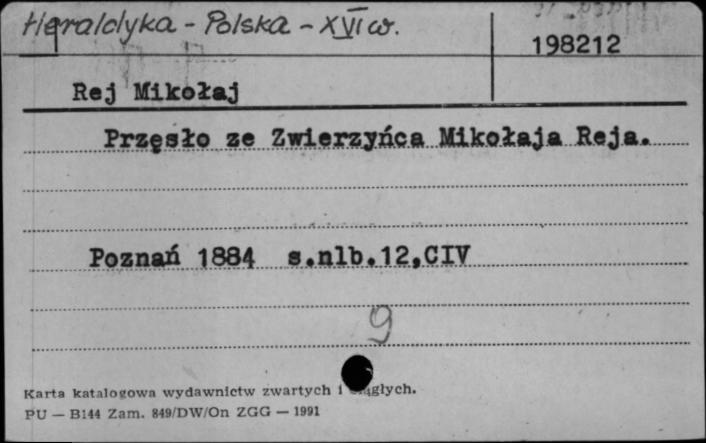 Heraldyka - Polska - XVI w.
198212
Rej Mikołaj
Przęsło ze Zwierzyńca Mikołaja Reja.
Poznań 1884 s.nlb.12,CIV
9
Karta katalogowa wydawnictw zwartych i
PU — B144 Zam. 849/DW/On ZGG — 1991